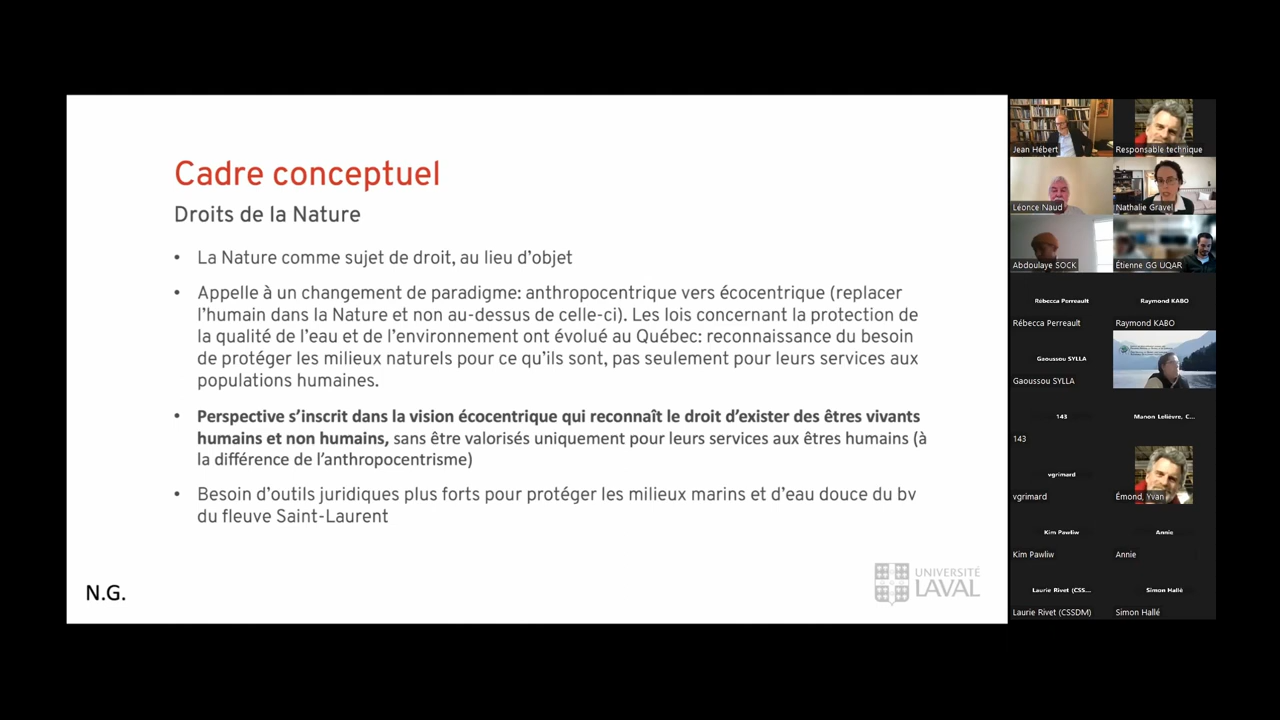 Cadre conceptuel
Droits de la Nature
• La Nature comme sujet de droit, au lieu d'objet
• Appelle à un changement de paradigme: anthropocentrique vers écocentrique (replacer
l'humain dans la Nature et non au-dessus de celle-ci). Les lois concernant la protection de
la qualité de l'eau et de l'environnement ont évolué au Québec: reconnaissance du besoin
de protéger les milieux naturels pour ce qu'ils sont, pas seulement pour leurs services aux
populations humaines.
• Perspective s'inscrit dans la vision écocentrique qui reconnaît le droit d'exister des êtres vivants
humains et non humains, sans être valorisés uniquement pour leurs services aux êtres humains (à
la différence de l'anthropocentrisme)
• Besoin d'outils juridiques plus forts pour protéger les milieux marins et d'eau douce du bv
du fleuve Saint-Laurent
N.G.
UNIVERSITÉ
LAVAL
Jean Hébert
Responsable technique
Léonce Naud
Nathalie Gravel
Abdoulaye SOCK
Étienne GG UQAR
Rébecca Perreault
Raymond KABO
Rébecca Perreault
Raymond KABO
Gaoussou SYLLA
Gaoussou SYLLA
143
Manon Lelièvre, C...
143
vgrimard
vgrimard
Émond, Yvan
Kim Pawliw
Annie
Kim Pawliw
Annie
Laurie Rivet (CSS...
Simon Hallé
Laurie Rivet (CSSDM)
Simon Hallé